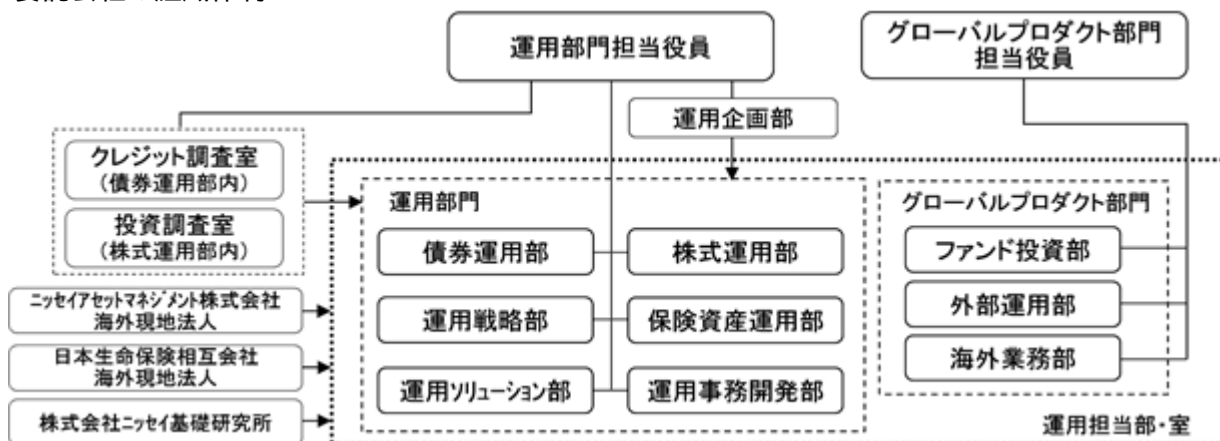 運用部門担当役員
グローバルプロダクト部門
担当役員
運用企画部
クレジット調査室
(債券運用部内)
投資調査室
(株式運用部内)
運用部門
債券運用部
株式運用部
運用戦略部
保険資産運用部
運用ソリューション部
運用事務開発部
グローバルプロダクト部門
ファンド投資部
外部運用部
海外業務部
ニッセイアセットマネジメント株式会社
海外現地法人
日本生命保険相互会社
海外現地法人
株式会社ニッセイ基礎研究所
運用担当部・室